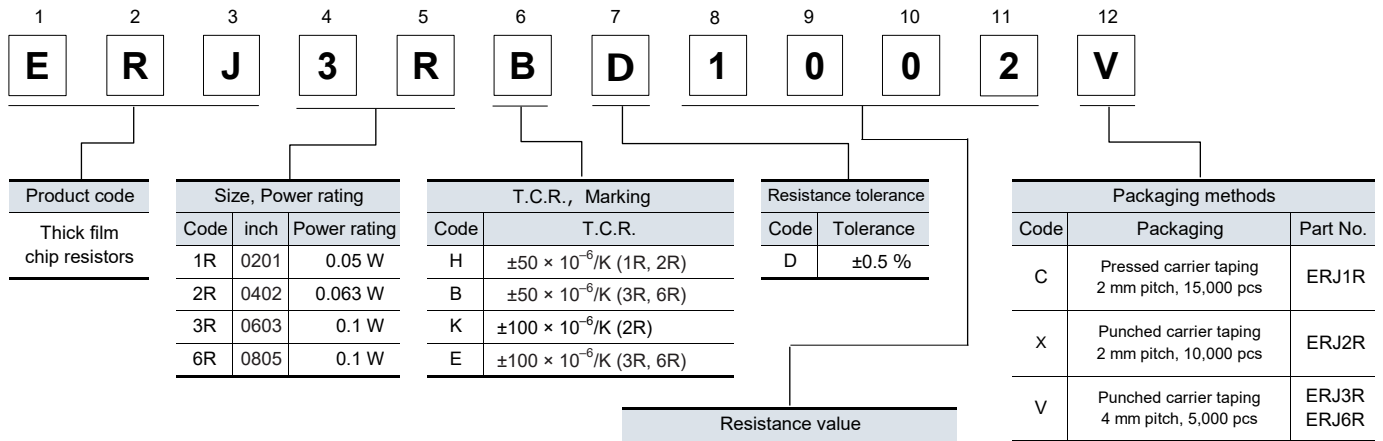 1 2 3 4 5 6 7 8 9 10 11 12
E R J 3 R B D 1 0 0 2 V
Product code
Thick film
chip resistors
Size, Power rating
Code inch Power rating
1R 0201 0.05 W
2R 0402 0.063 W
3R 0603 0.1 W
6R 0805 0.1 W
T.C.R., Marking
Code T.C.R.
H ±50 × 10⁻⁶/K (1R, 2R)
B ±50 × 10⁻⁶/K (3R, 6R)
K ±100 × 10⁻⁶/K (2R)
E ±100 × 10⁻⁶/K (3R, 6R)
Resistance tolerance
Code Tolerance
D ±0.5 %
Resistance value
Packaging methods
Code Packaging Part No.
C Pressed carrier taping
2 mm pitch, 15,000 pcs ERJ1R
X Punched carrier taping
2 mm pitch, 10,000 pcs ERJ2R
V Punched carrier taping
4 mm pitch, 5,000 pcs ERJ3R
ERJ6R